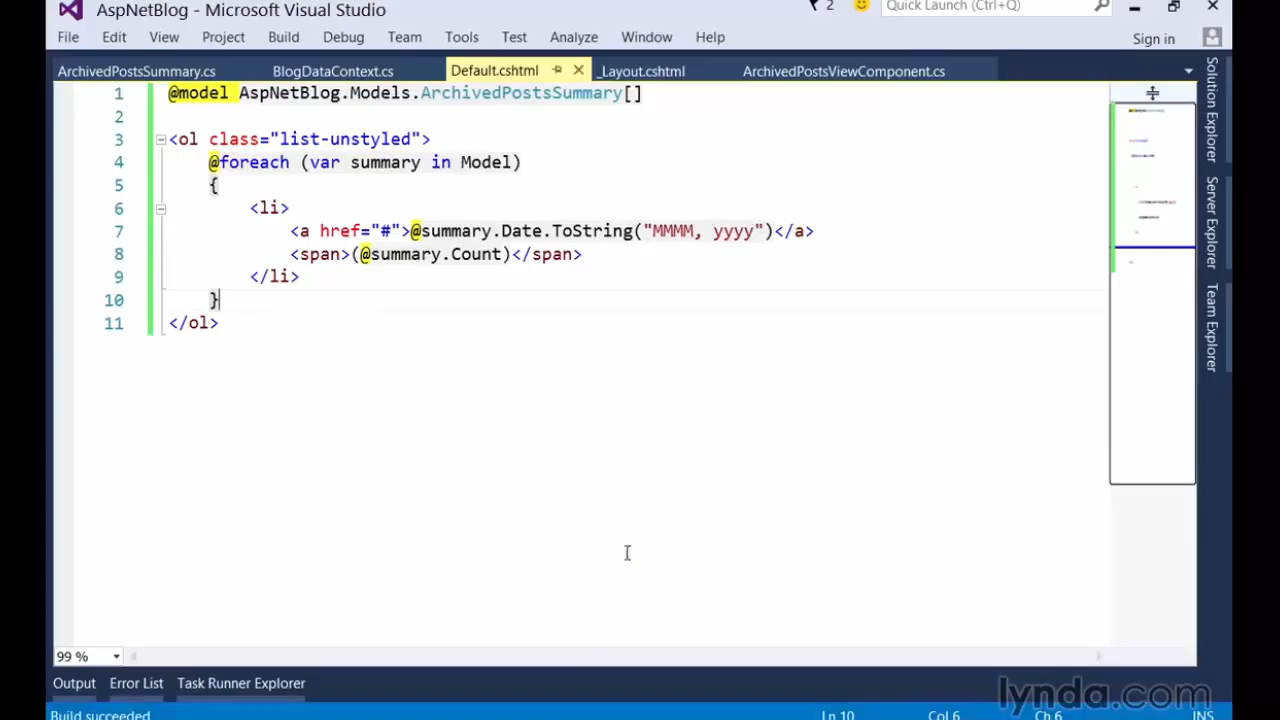 AspNetBlog - Microsoft Visual Studio
2
Quick Launch (Ctrl+Q)
File Edit View Project Build Debug Team Tools Test Analyze Window Help
Sign in
ArchivedPostsSummary.cs BlogDataContext.cs Default.cshtml _Layout.cshtml ArchivedPostsViewComponent.cs
1 @model AspNetBlog.Models.ArchivedPostsSummary[]
2
3 <ol class="list-unstyled">
4 @foreach (var summary in Model)
5 {
6 <li>
7 <a href="#">@summary.Date.ToString("MMMM, yyyy")</a>
8 <span>(@summary.Count)</span>
9 </li>
10 }
11 </ol>
Solution Explorer
Server Explorer
Team Explorer
99 %
Output Error List Task Runner Explorer
lynda.com
Build succeeded Ln 10 Col 6 Ch 6 INS